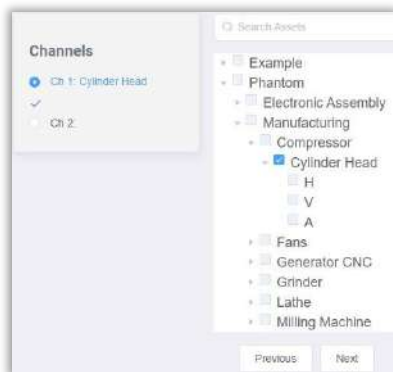 Channels
Ch 1: Cylinder Head
Ch 2:
Search Assets
Example
Phantom
Electronic Assembly
Manufacturing
Compressor
Cylinder Head
H
V
A
Fans
Generator CNC
Grinder
Lathe
Milling Machine
Previous
Next